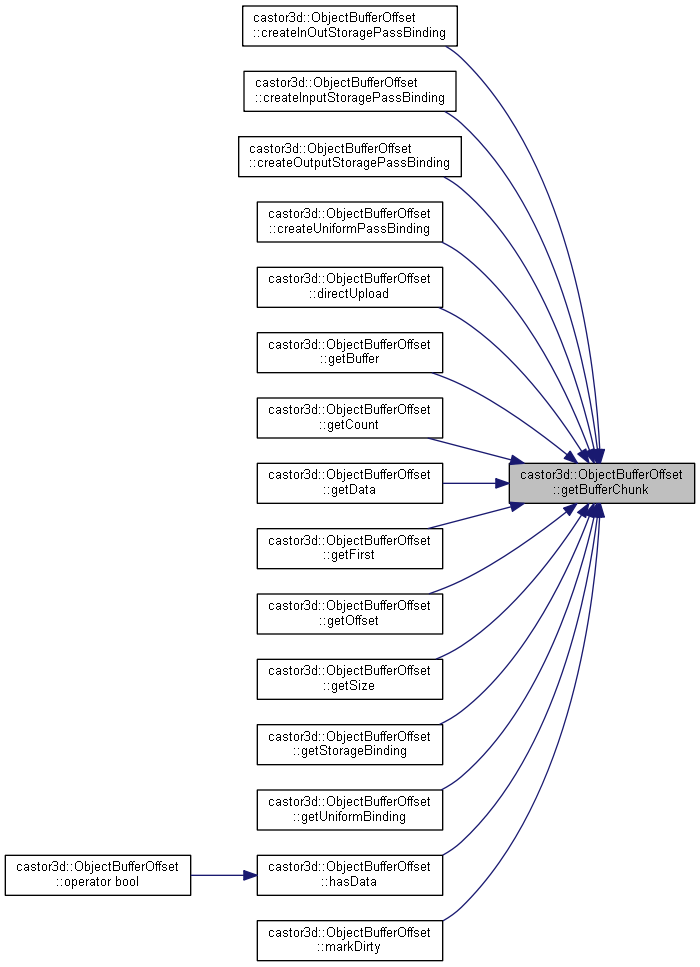 castor3d::ObjectBufferOffset
::createInOutStoragePassBinding
castor3d::ObjectBufferOffset
::createInputStoragePassBinding
castor3d::ObjectBufferOffset
::createOutputStoragePassBinding
castor3d::ObjectBufferOffset
::createUniformPassBinding
castor3d::ObjectBufferOffset
::directUpload
castor3d::ObjectBufferOffset
::getBuffer
castor3d::ObjectBufferOffset
::getCount
castor3d::ObjectBufferOffset
::getData
castor3d::ObjectBufferOffset
::getBufferChunk
castor3d::ObjectBufferOffset
::getFirst
castor3d::ObjectBufferOffset
::getOffset
castor3d::ObjectBufferOffset
::getSize
castor3d::ObjectBufferOffset
::getStorageBinding
castor3d::ObjectBufferOffset
::getUniformBinding
castor3d::ObjectBufferOffset
::operator bool
castor3d::ObjectBufferOffset
::hasData
castor3d::ObjectBufferOffset
::markDirty